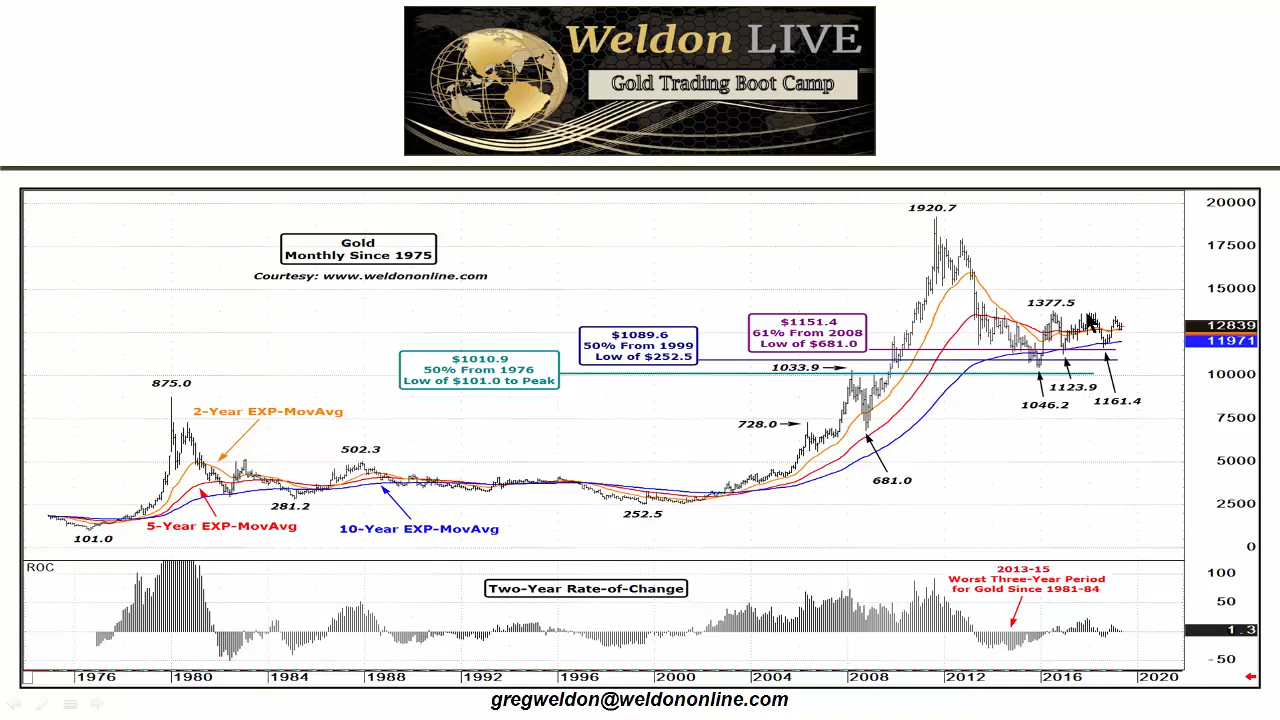 Weldon LIVE
Gold Trading Boot Camp
1920.7
20000
Gold
Monthly Since 1975
17500
Courtesy: www.weldononline.com
15000
1377.5
$1151.4
61% From 2008
Low of $681.0
12839
$1089.6
50% From 1999
Low of $252.5
11971
$1010.9
50% From 1976
Low of $101.0 to Peak
1033.9
10000
875.0
1123.9
1046.2
1161.4
2-Year EXP-MovAvg
728.0
7500
502.3
5000
681.0
281.2
252.5
2500
5-Year EXP-MovAvg
10-Year EXP-MovAvg
101.0
0
ROC
2013-15
Worst Three-Year Period
for Gold Since 1981-84
100
Two-Year Rate-of-Change
50
1.3
-50
1976 1980 1984 1988 1992 1996 2000 2004 2008 2012 2016 2020
gregweldon@weldononline.com